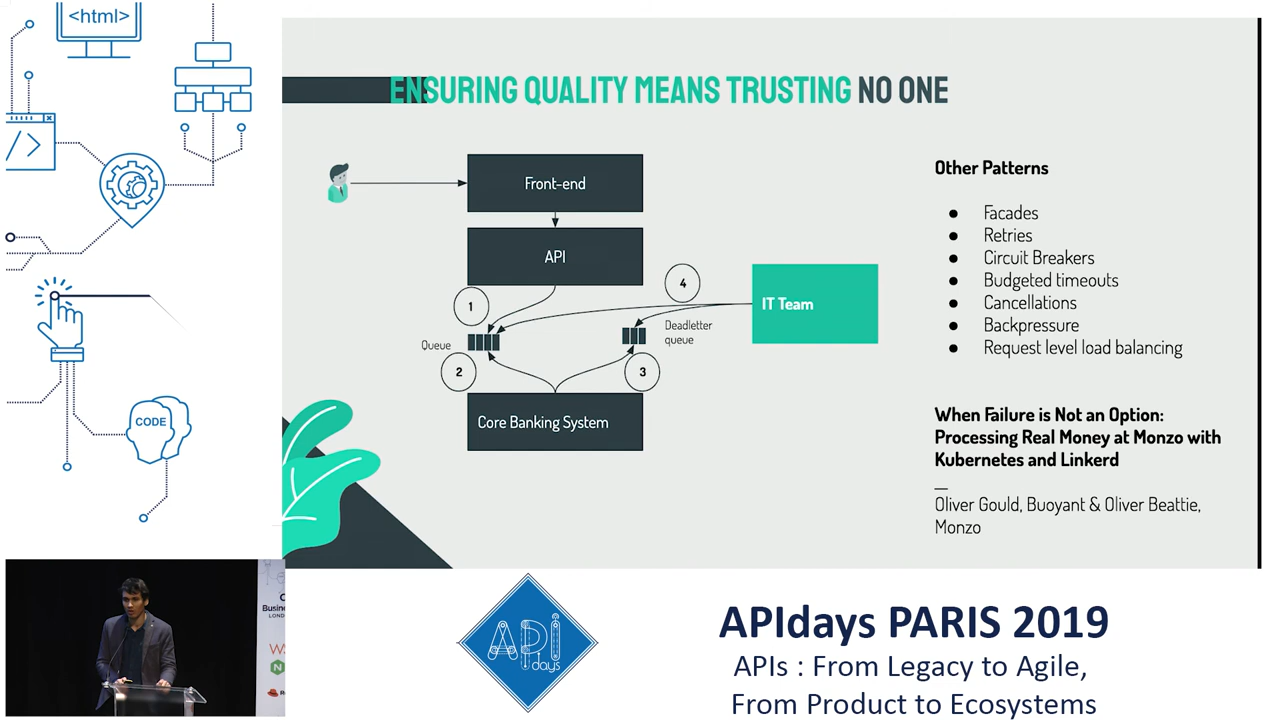 <html>
</>
CODE
ENSURING QUALITY MEANS TRUSTING NO ONE
Front-end
API
1
4
IT Team
Queue
Deadletter
queue
2
3
Core Banking System
Other Patterns
● Facades
● Retries
● Circuit Breakers
● Budgeted timeouts
● Cancellations
● Backpressure
● Request level load balancing
When Failure is Not an Option:
Processing Real Money at Monzo with
Kubernetes and Linkerd
—
Oliver Gould, Buoyant & Oliver Beattie,
Monzo
APi
days
APIdays PARIS 2019
APIs : From Legacy to Agile,
From Product to Ecosystems